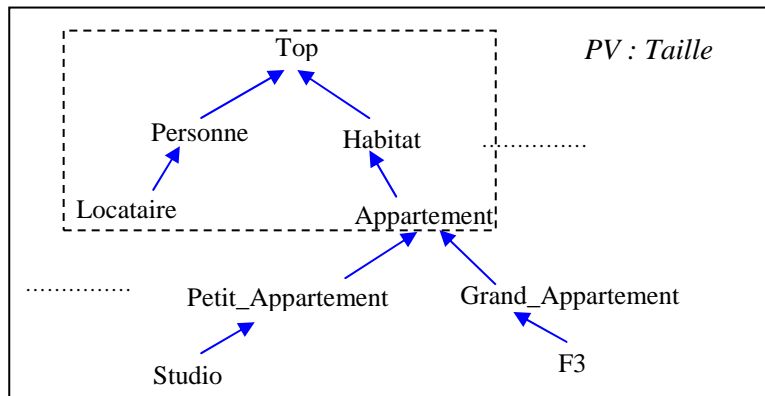 Top
PV : Taille
Personne
Habitat
................
Locataire
Appartement
................
Petit_Appartement
Grand_Appartement
Studio
F3